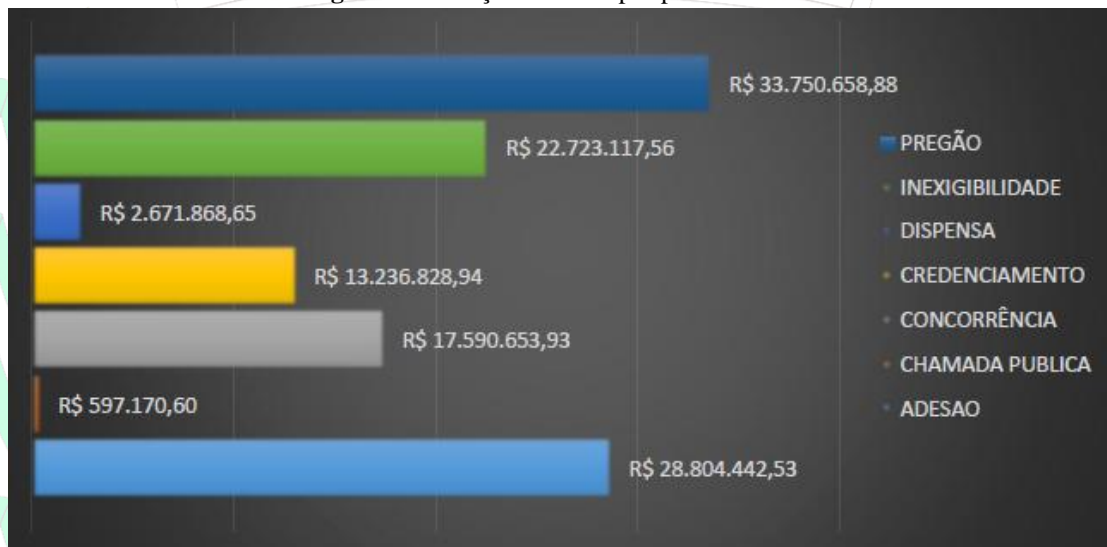 R$ 33.750.658,88
R$ 22.723.117,56
R$ 2.671.868,65
R$ 13.236.828,94
R$ 17.590.653,93
R$ 597.170,60
R$ 28.804.442,53
PREGÃO
INEXIGIBILIDADE
DISPENSA
CREDENCIAMENTO
CONCORRÊNCIA
CHAMADA PUBLICA
ADESAO